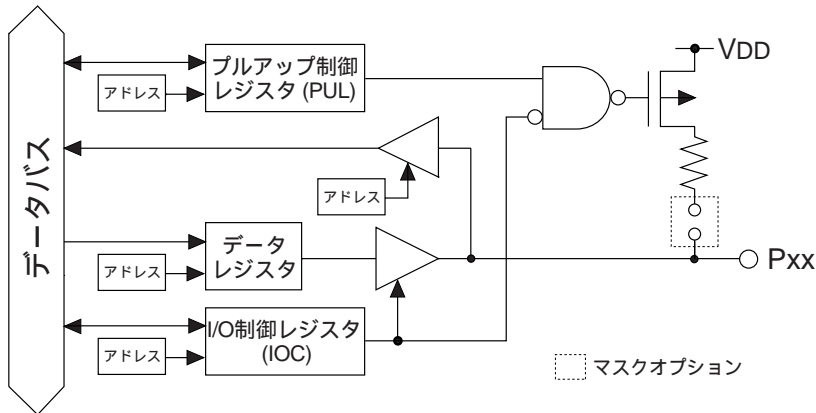 データバス
アドレス
プルアップ制御
レジスタ (PUL)
VDD
アドレス
アドレス
データ
レジスタ
Pxx
アドレス
I/O制御レジスタ
(IOC)
マスクオプション